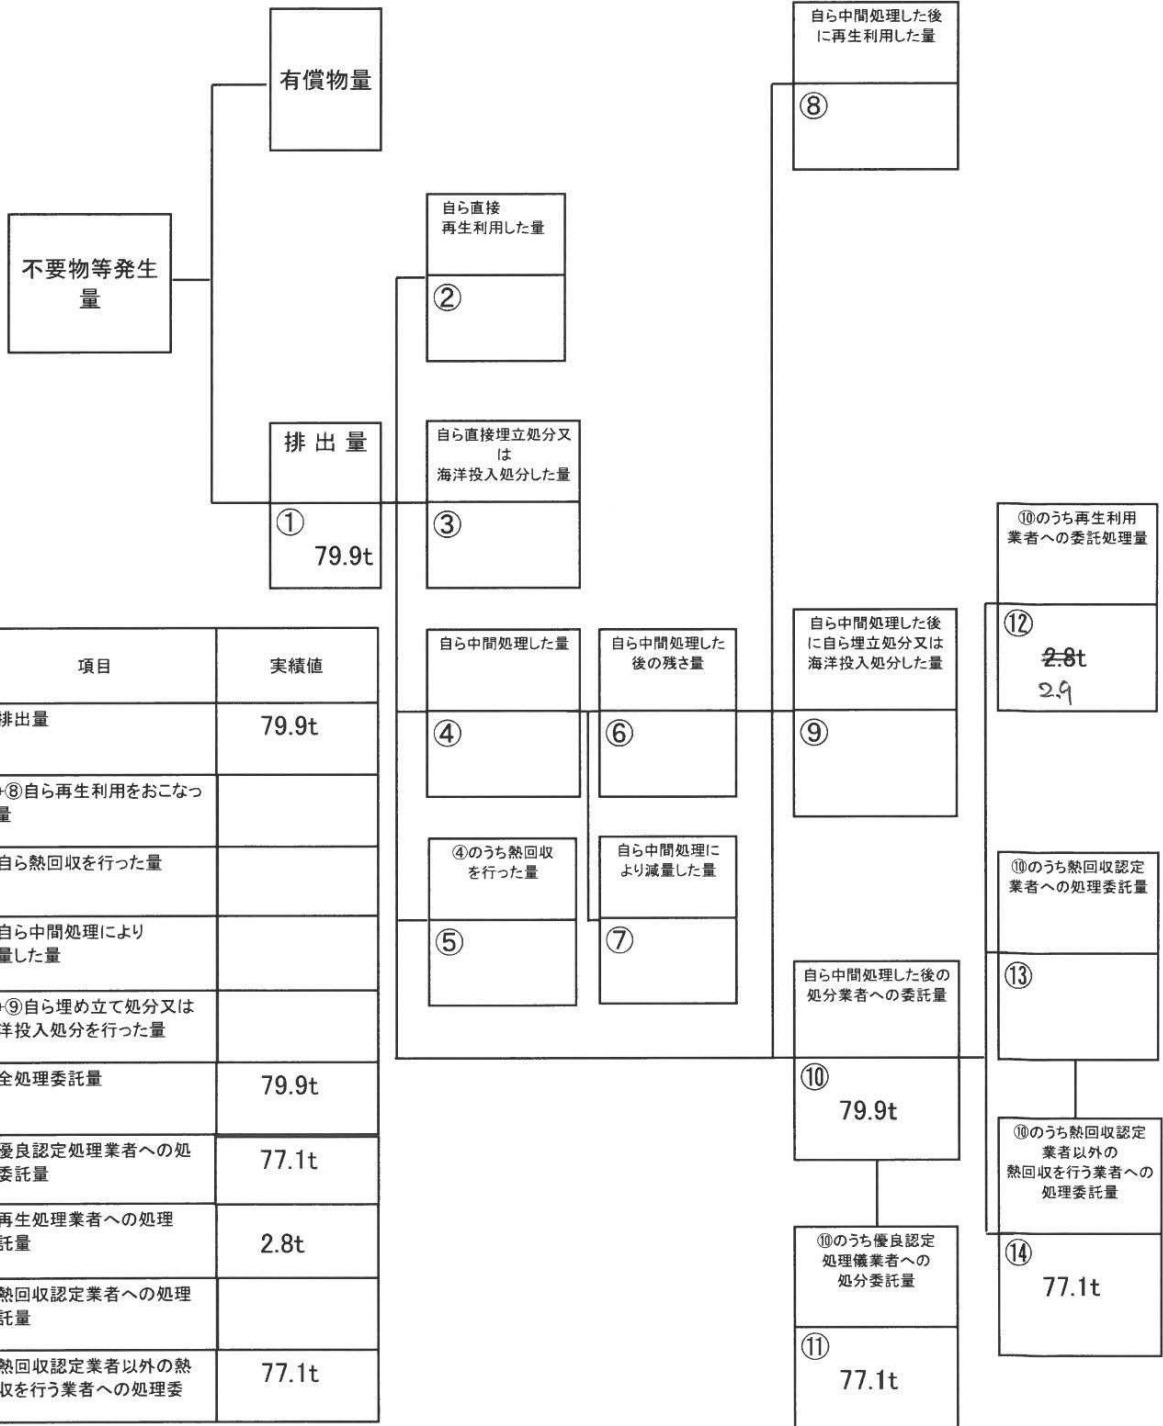 有償物量
不要物等発生
量
排 出 量
①
79.9t
自ら直接
再生利用した量
②
自ら直接埋立処分又
は
海洋投入処分した量
③
自ら中間処理した量
④
④のうち熱回収
を行った量
⑤
自ら中間処理した
後の残さ量
⑥
自ら中間処理に
より減量した量
⑦
自ら中間処理した後
に再生利用した量
⑧
自ら中間処理した後
に自ら埋立処分又は
海洋投入処分した量
⑨
自ら中間処理した後の
処分業者への委託量
⑩
79.9t
⑩のうち優良認定
処理儀業者への
処分委託量
⑪
77.1t
⑩のうち再生利用
業者への委託処理量
⑫
2.8t
2.9
⑩のうち熱回収認定
業者への処理委託量
⑬
⑩のうち熱回収認定
業者以外の
熱回収を行う業者への
処理委託量
⑭
77.1t
項目 実績値
排出量 79.9t
+⑧自ら再生利用をおこなっ
量
自ら熱回収を行った量
自ら中間処理により
量した量
+⑨自ら埋め立て処分又は
洋投入処分を行った量
全処理委託量 79.9t
優良認定処理業者への処
委託量 77.1t
再生処理業者への処理
託量 2.8t
熱回収認定業者への処理
託量
熱回収認定業者以外の熱
収を行う業者への処理委 77.1t